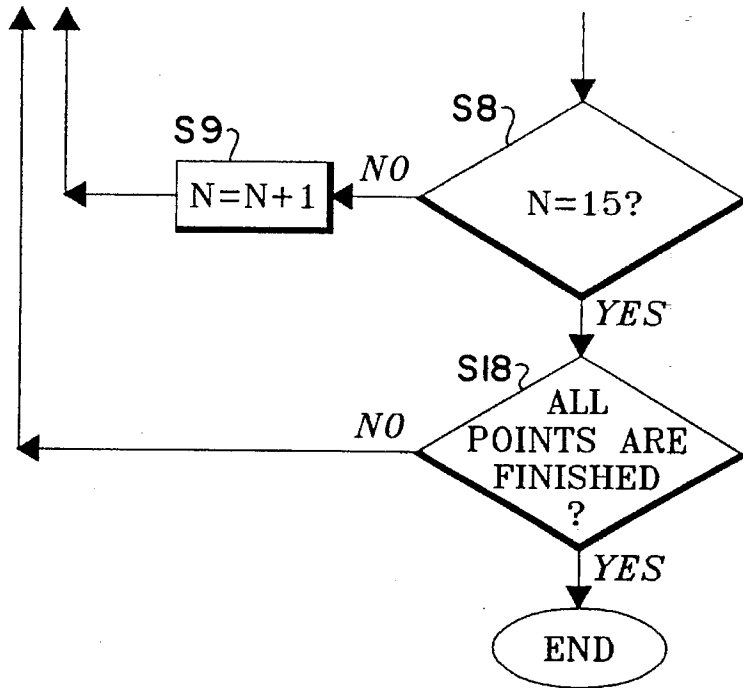 S8
S9
NO
N=N+1
N=15?
YES
S18
NO
ALL
POINTS ARE
FINISHED
?
YES
END